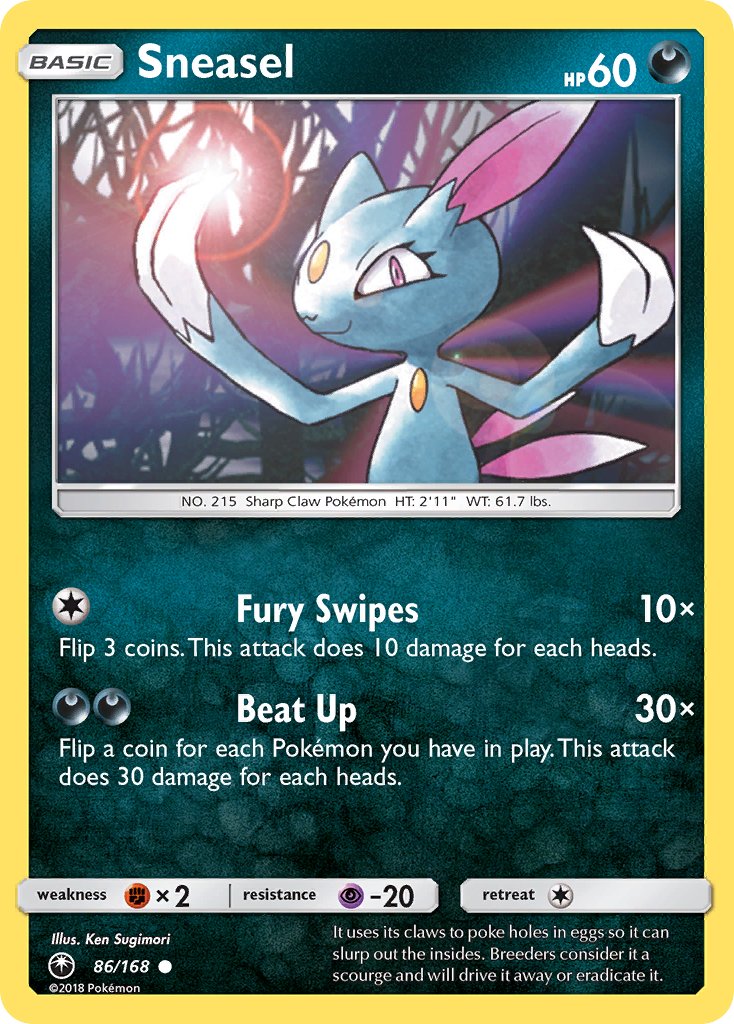 BASIC Sneasel HP60
NO. 215 Sharp Claw Pokémon HT: 2'11" WT: 61.7 lbs.
Fury Swipes 10×
Flip 3 coins. This attack does 10 damage for each heads.
Beat Up 30×
Flip a coin for each Pokémon you have in play. This attack
does 30 damage for each heads.
weakness ×2 resistance -20 retreat
Illus. Ken Sugimori
86/168
©2018 Pokémon
It uses its claws to poke holes in eggs so it can
slurp out the insides. Breeders consider it a
scourge and will drive it away or eradicate it.